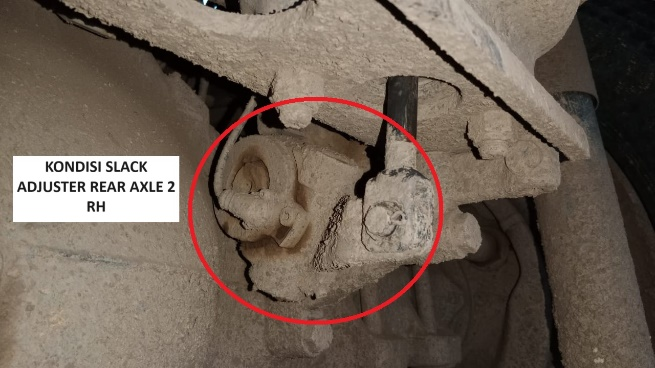 KONDISI SLACK
ADJUSTER REAR AXLE 2
RH